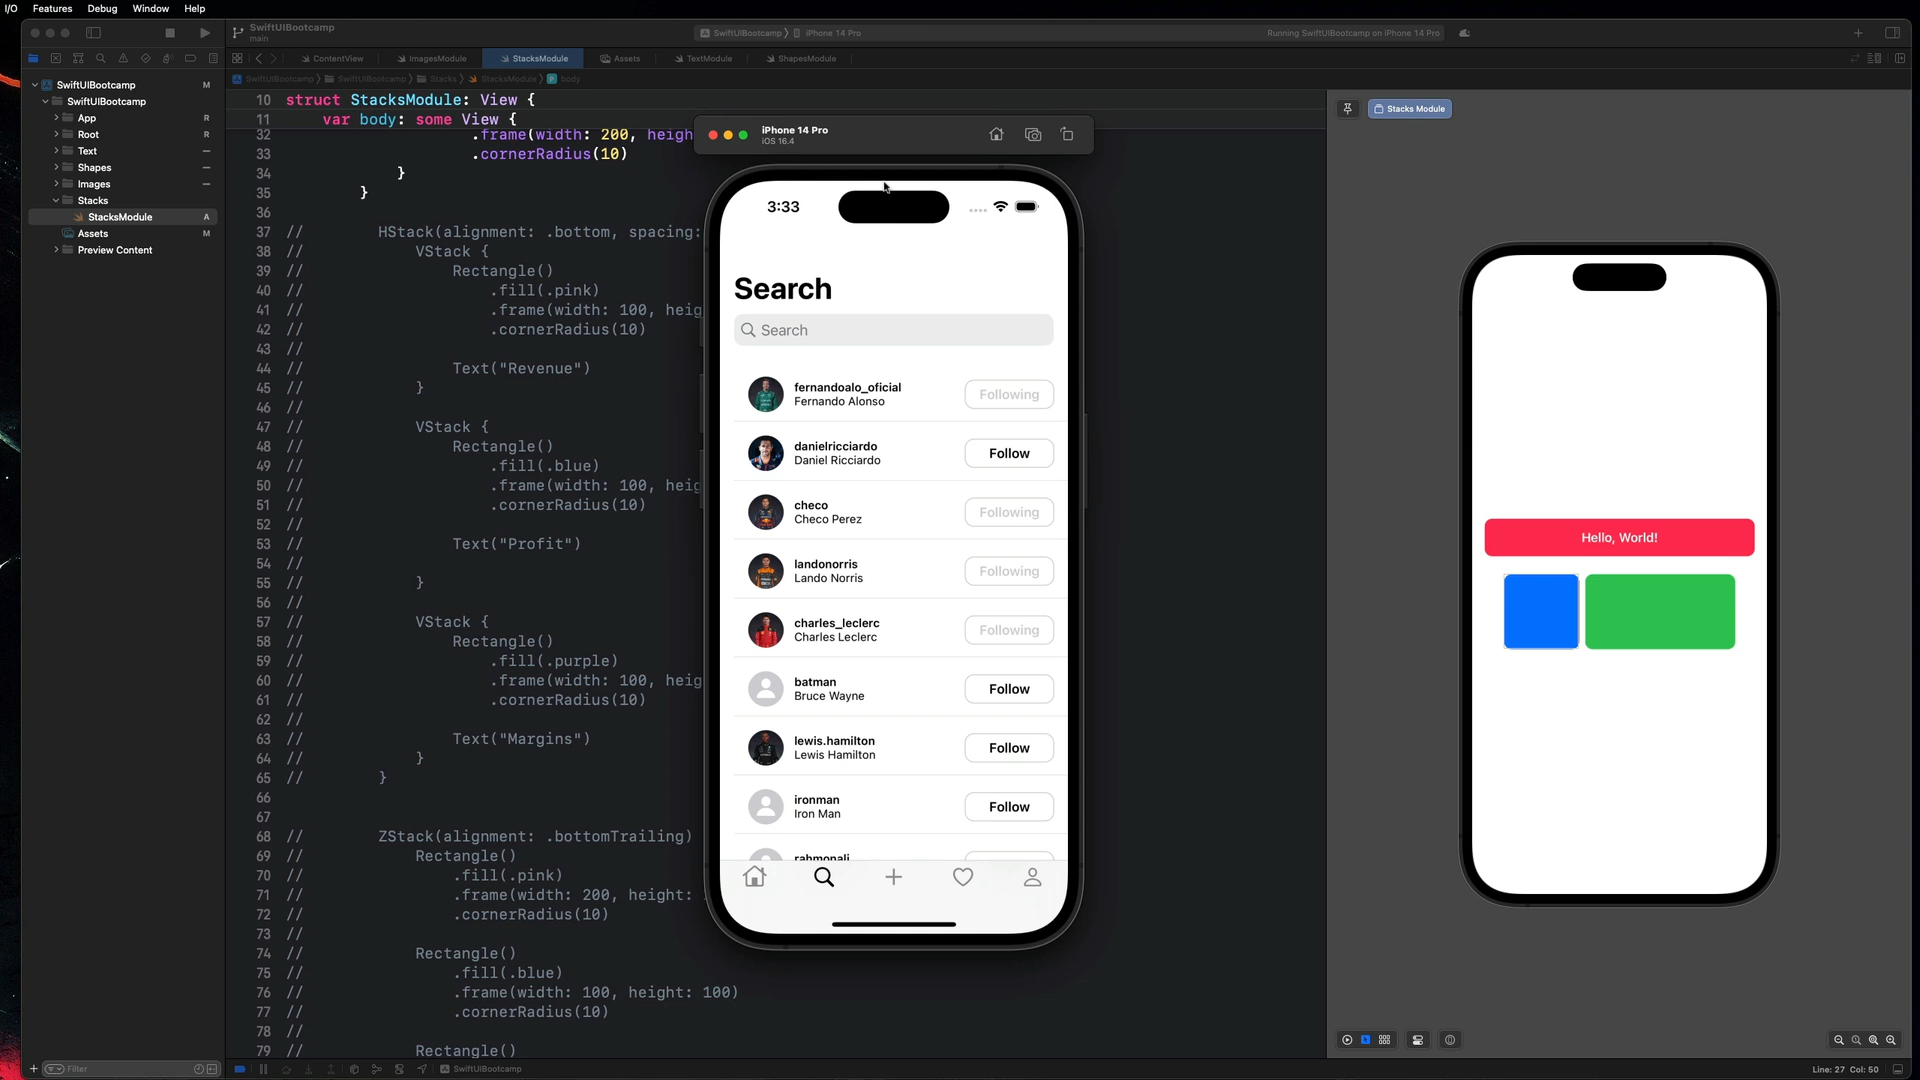 I/O Features Debug Window Help
SwiftUIBootcamp
main
SwiftUIBootcamp
iPhone 14 Pro
Running SwiftUIBootcamp on iPhone 14 Pro
ContentView
ImagesModule
StacksModule
Assets
TextModule
ShapesModule
SwiftUIBootcamp
SwiftUIBootcamp
Stacks
StacksModule
body
SwiftUIBootcamp M
SwiftUIBootcamp
App R
Root R
Text
Shapes
Images
Stacks
StacksModule A
Assets M
Preview Content
Filter
10 struct StacksModule: View {
11 var body: some View {
32 .frame(width: 200, heigh
33 .cornerRadius(10)
34 }
35 }
36
37 // HStack(alignment: .bottom, spacing:
38 // VStack {
39 // Rectangle()
40 // .fill(.pink)
41 // .frame(width: 100, heig
42 // .cornerRadius(10)
43 //
44 // Text("Revenue")
45 // }
46 //
47 // VStack {
48 // Rectangle()
49 // .fill(.blue)
50 // .frame(width: 100, heig
51 // .cornerRadius(10)
52 //
53 // Text("Profit")
54 //
55 // }
56 //
57 // VStack {
58 // Rectangle()
59 // .fill(.purple)
60 // .frame(width: 100, heig
61 // .cornerRadius(10)
62 //
63 // Text("Margins")
64 // }
65 // }
66
67
68 // ZStack(alignment: .bottomTrailing)
69 // Rectangle()
70 // .fill(.pink)
71 // .frame(width: 200, height:
72 // .cornerRadius(10)
73 //
74 // Rectangle()
75 // .fill(.blue)
76 // .frame(width: 100, height: 100)
77 // .cornerRadius(10)
78 //
79 // Rectangle()
SwiftUIBootcamp
iPhone 14 Pro
iOS 16.4
3:33
Search
Search
fernandoalo_oficial
Fernando Alonso
Following
danielricciardo
Daniel Ricciardo
Follow
checo
Checo Perez
Following
landonorris
Lando Norris
Following
charles_leclerc
Charles Leclerc
Following
batman
Bruce Wayne
Follow
lewis.hamilton
Lewis Hamilton
Follow
ironman
Iron Man
Follow
rahmonali
Stacks Module
Hello, World!
Line: 27 Col: 50